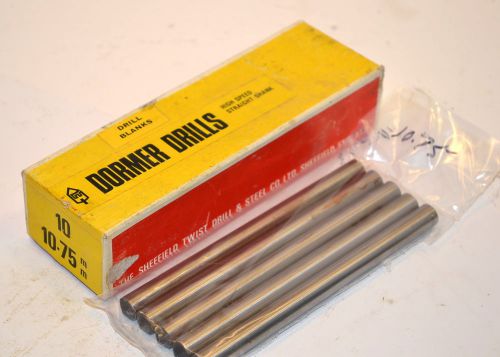 DRILL
BLANKS
DORMER DRILLS
HIGH SPEED
STRAIGHT SHANK
10
10·75 m m
THE SHEFFIELD TWIST DRILL & STEEL CO LTD. SHEFFIELD
10.75